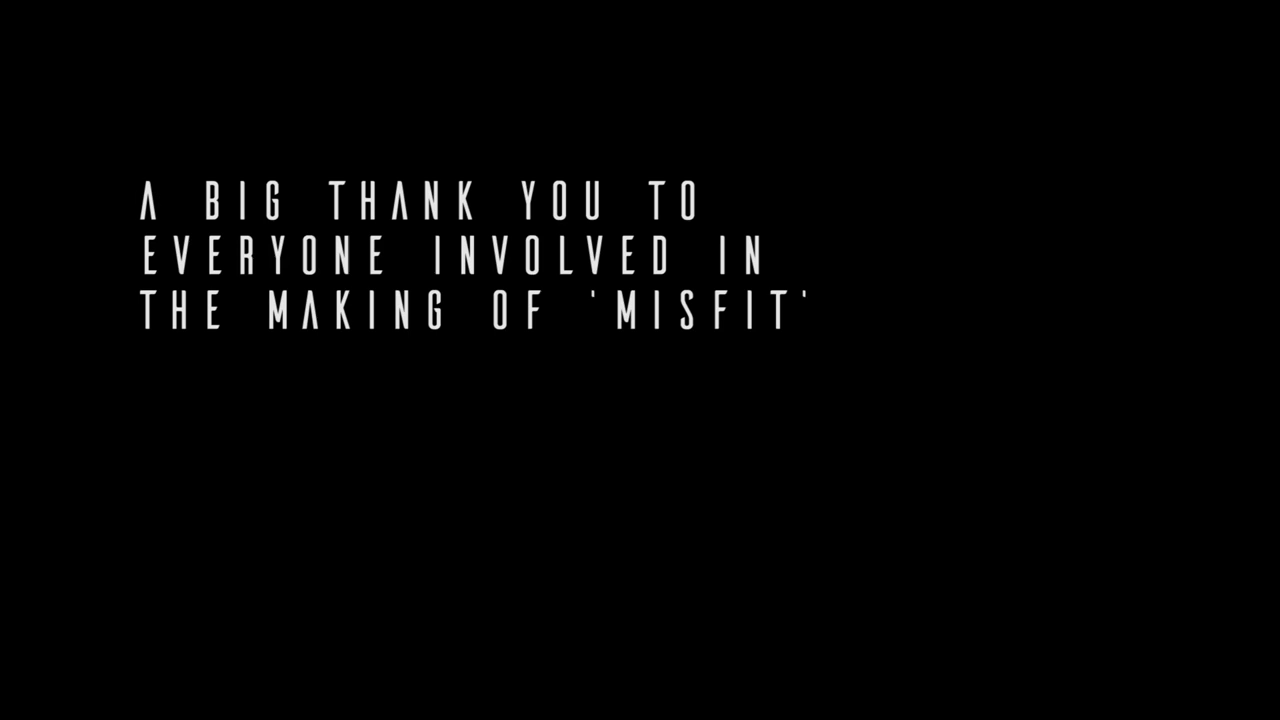 A BIG THANK YOU TO
EVERYONE INVOLVED IN
THE MAKING OF 'MISFIT'